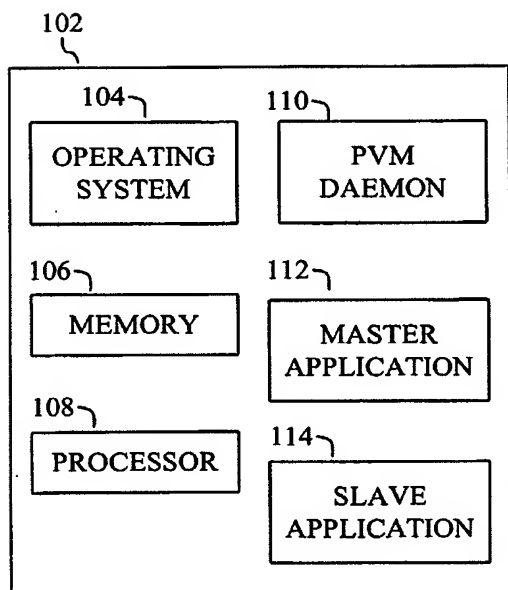 102
104
OPERATING
SYSTEM
110
PVM
DAEMON
106
MEMORY
112
MASTER
APPLICATION
108
PROCESSOR
114
SLAVE
APPLICATION